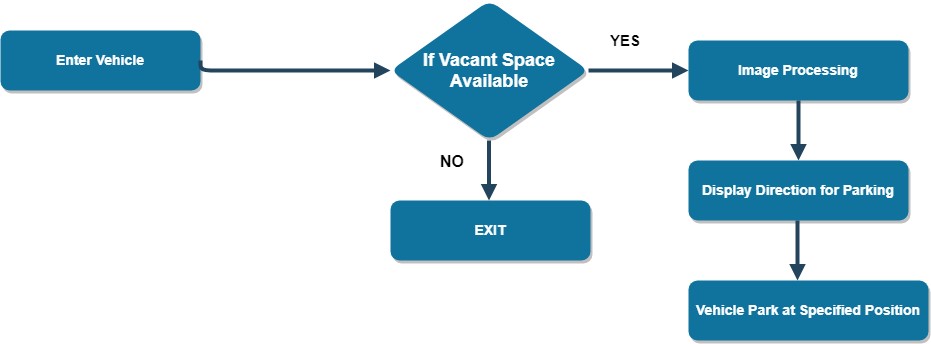 Enter Vehicle
If Vacant Space
Available
YES
Image Processing
NO
EXIT
Display Direction for Parking
Vehicle Park at Specified Position